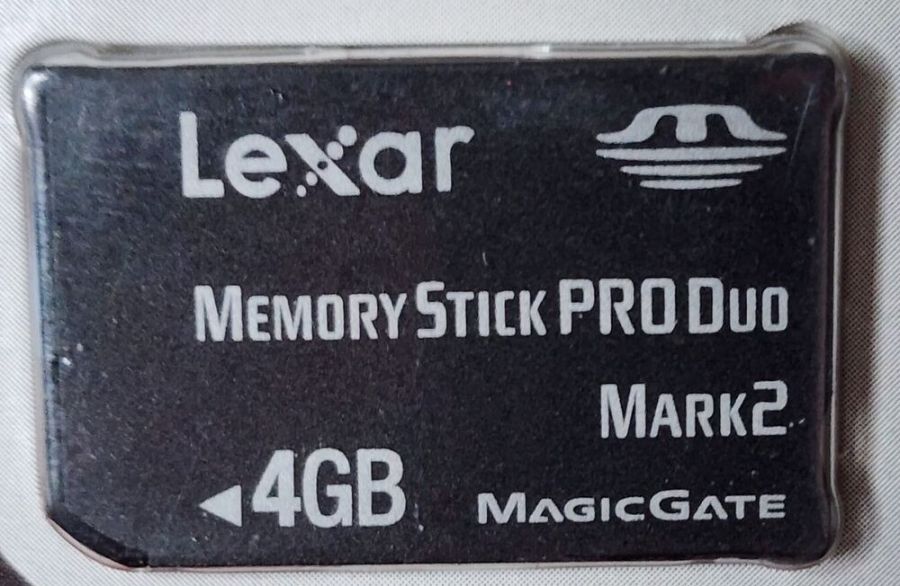 Lexar
MEMORY STICK PRO DUO
MARK2
4GB
MAGICGATE